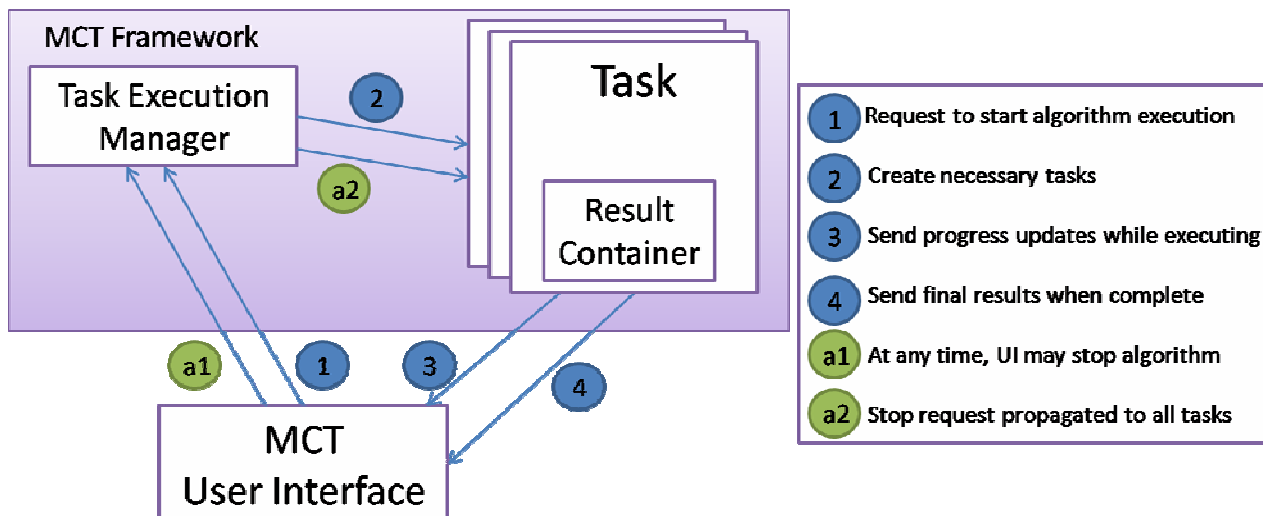 MCT Framework
Task Execution
Manager
2
a2
Task
Result
Container
a1
1
3
4
MCT
User Interface
1 Request to start algorithm execution
2 Create necessary tasks
3 Send progress updates while executing
4 Send final results when complete
a1 At any time, UI may stop algorithm
a2 Stop request propagated to all tasks